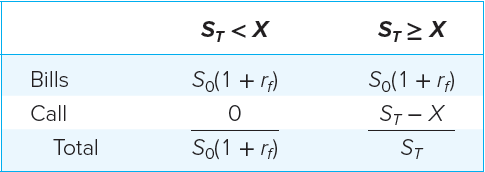 S_T < X S_T ≥ X
Bills S_0(1 + r_f) S_0(1 + r_f)
Call 0 S_T – X
Total S_0(1 + r_f) S_T